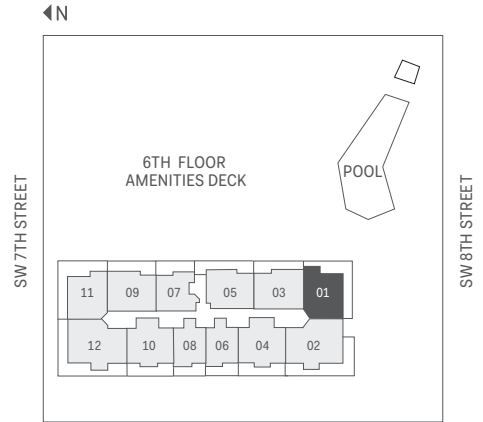 N
6TH FLOOR
AMENITIES DECK
POOL
SW 7TH STREET
SW 8TH STREET
11
09
07
05
03
01
12
10
08
06
04
02